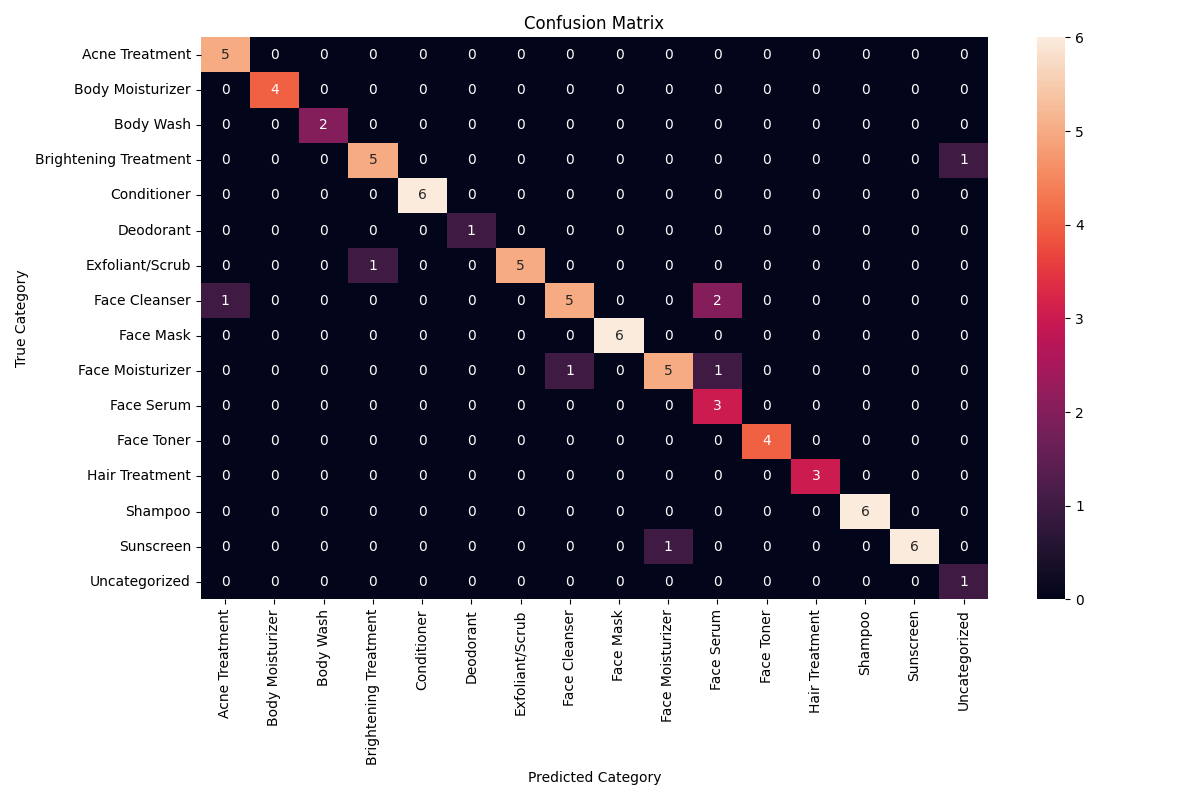 Confusion Matrix
Acne Treatment 5 0 0 0 0 0 0 0 0 0 0 0 0 0 0 0
Body Moisturizer 0 4 0 0 0 0 0 0 0 0 0 0 0 0 0 0
Body Wash 0 0 2 0 0 0 0 0 0 0 0 0 0 0 0 0
Brightening Treatment 0 0 0 5 0 0 0 0 0 0 0 0 0 0 0 1
Conditioner 0 0 0 0 6 0 0 0 0 0 0 0 0 0 0 0
Deodorant 0 0 0 0 0 1 0 0 0 0 0 0 0 0 0 0
Exfoliant/Scrub 0 0 0 1 0 0 5 0 0 0 0 0 0 0 0 0
Face Cleanser 1 0 0 0 0 0 0 5 0 0 2 0 0 0 0 0
Face Mask 0 0 0 0 0 0 0 0 6 0 0 0 0 0 0 0
Face Moisturizer 0 0 0 0 0 0 0 1 0 5 1 0 0 0 0 0
Face Serum 0 0 0 0 0 0 0 0 0 0 3 0 0 0 0 0
Face Toner 0 0 0 0 0 0 0 0 0 0 0 4 0 0 0 0
Hair Treatment 0 0 0 0 0 0 0 0 0 0 0 0 3 0 0 0
Shampoo 0 0 0 0 0 0 0 0 0 0 0 0 0 6 0 0
Sunscreen 0 0 0 0 0 0 0 0 0 1 0 0 0 0 6 0
Uncategorized 0 0 0 0 0 0 0 0 0 0 0 0 0 0 0 1
True Category
Acne Treatment
Body Moisturizer
Body Wash
Brightening Treatment
Conditioner
Deodorant
Exfoliant/Scrub
Face Cleanser
Face Mask
Face Moisturizer
Face Serum
Face Toner
Hair Treatment
Shampoo
Sunscreen
Uncategorized
Predicted Category
6
5
4
3
2
1
0